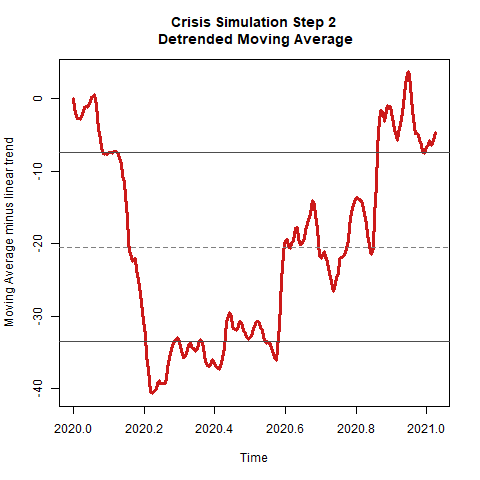 Crisis Simulation Step 2
Detrended Moving Average
Moving Average minus linear trend
0
-10
-20
-30
-40
2020.0 2020.2 2020.4 2020.6 2020.8 2021.0
Time